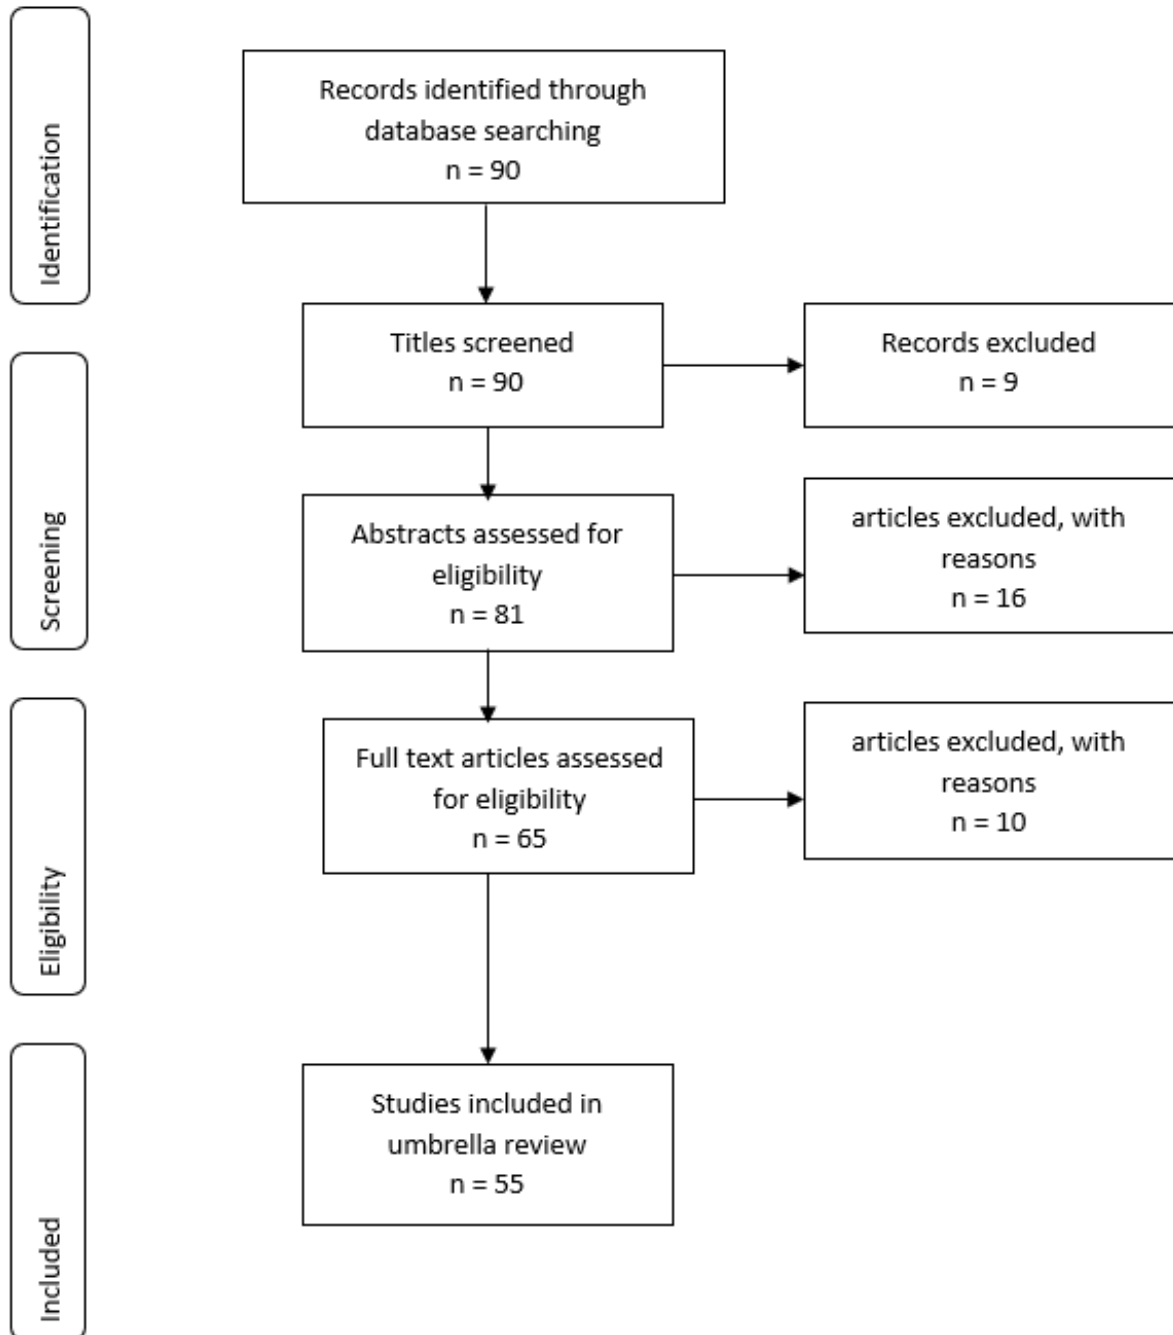 Identification
Records identified through
database searching
n = 90
Titles screened
n = 90
Records excluded
n = 9
Screening
Abstracts assessed for
eligibility
n = 81
articles excluded, with
reasons
n = 16
Eligibility
Full text articles assessed
for eligibility
n = 65
articles excluded, with
reasons
n = 10
Included
Studies included in
umbrella review
n = 55